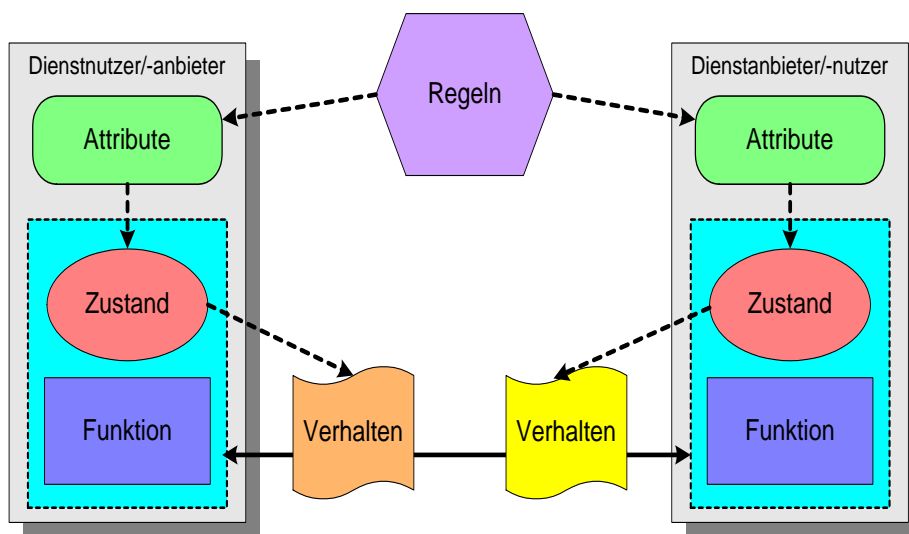 Dienstnutzer/-anbieter
Regeln
Dienstanbieter/-nutzer
Attribute
Attribute
Zustand
Zustand
Funktion
Verhalten
Verhalten
Funktion